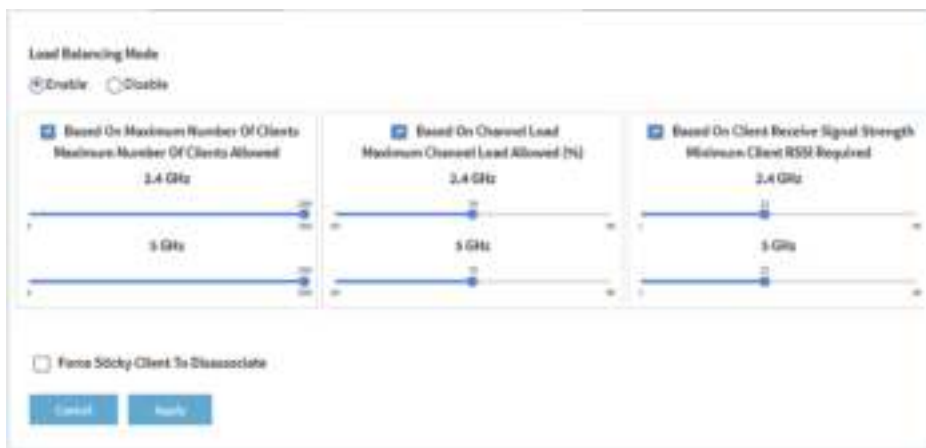 Load Balancing Mode
Enable Disable
Based On Maximum Number Of Clients
Maximum Number Of Clients Allowed
2.4 GHz
5 GHz
Based On Channel Load
Maximum Channel Load Allowed (%)
2.4 GHz
5 GHz
Based On Client Receive Signal Strength
Minimum Client RSSI Required
2.4 GHz
5 GHz
Force Sticky Client To Disassociate
Cancel Apply